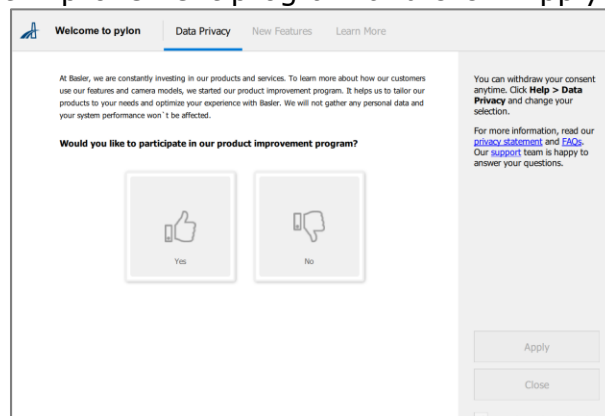 Welcome to pylon
Data Privacy
New Features
Learn More
At Basler, we are constantly investing in our products and services. To learn more about how our customers
use our features and camera models, we started our product improvement program. It helps us to tailor our
products to your needs and optimize your experience with Basler. We will not gather any personal data and
your system performance won`t be affected.
Would you like to participate in our product improvement program?
Yes
No
You can withdraw your consent
anytime. Click Help > Data
Privacy and change your
selection.
For more information, read our
privacy statement and FAQs.
Our support team is happy to
answer your questions.
Apply
Close